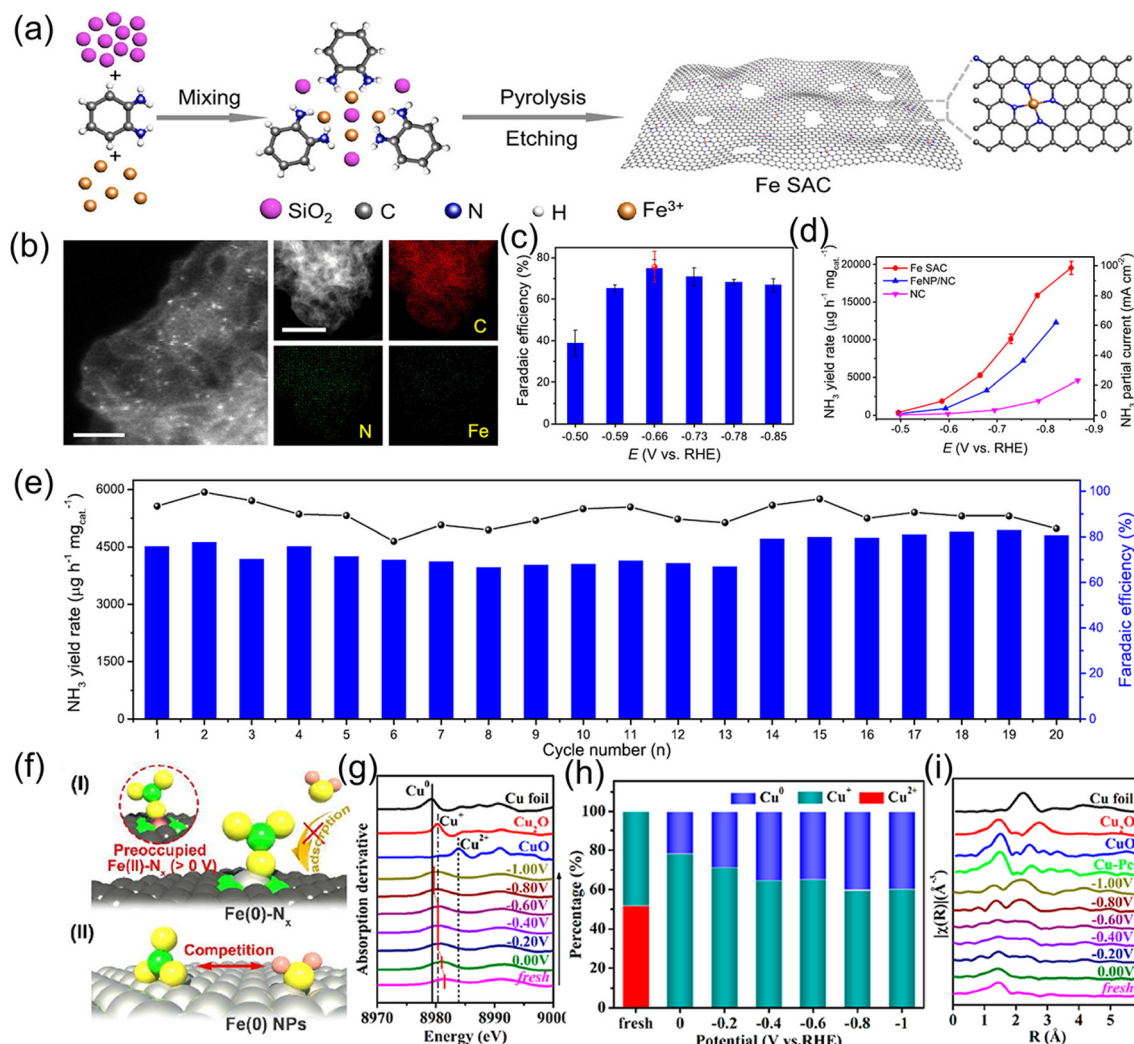 (a)
+
+
Mixing
Pyrolysis
Etching
Fe SAC
SiO₂ C N H Fe³⁺
(b)
C
N
Fe
(c)
Faradaic efficiency (%)
80
60
40
20
0
-0.50 -0.59 -0.66 -0.73 -0.78 -0.85
E (V vs. RHE)
(d)
NH₃ yield rate (μg h⁻¹ mg_cat.⁻¹)
20000
15000
10000
5000
0
Fe SAC
FeNP/NC
NC
100
80
60
40
20
0
NH₃ partial current (mA cm⁻²)
-0.5 -0.6 -0.7 -0.8 -0.9
E (V vs. RHE)
(e)
NH₃ yield rate (μg h⁻¹ mg_cat.⁻¹)
6000
4500
3000
1500
0
100
80
60
40
20
0
Faradaic efficiency (%)
1 2 3 4 5 6 7 8 9 10 11 12 13 14 15 16 17 18 19 20
Cycle number (n)
(f)
(I)
Preoccupied
Fe(II)-Nₓ (> 0 V)
adsorption
Fe(0)-Nₓ
(II)
Competition
Fe(0) NPs
(g)
Absorption derivative
Cu⁰
Cu⁺
Cu²⁺
Cu foil
Cu₂O
CuO
-1.00V
-0.80V
-0.60V
-0.40V
-0.20V
0.00V
fresh
8970 8980 8990 9000
Energy (eV)
(h)
Percentage (%)
Cu⁰ Cu⁺ Cu²⁺
100
80
60
40
20
0
fresh 0 -0.2 -0.4 -0.6 -0.8 -1
Potential (V vs.RHE)
(i)
|χ(R)|(Å⁻³)
Cu foil
Cu₂O
CuO
Cu-Pc
-1.00V
-0.80V
-0.60V
-0.40V
-0.20V
0.00V
fresh
0 1 2 3 4 5
R (Å)